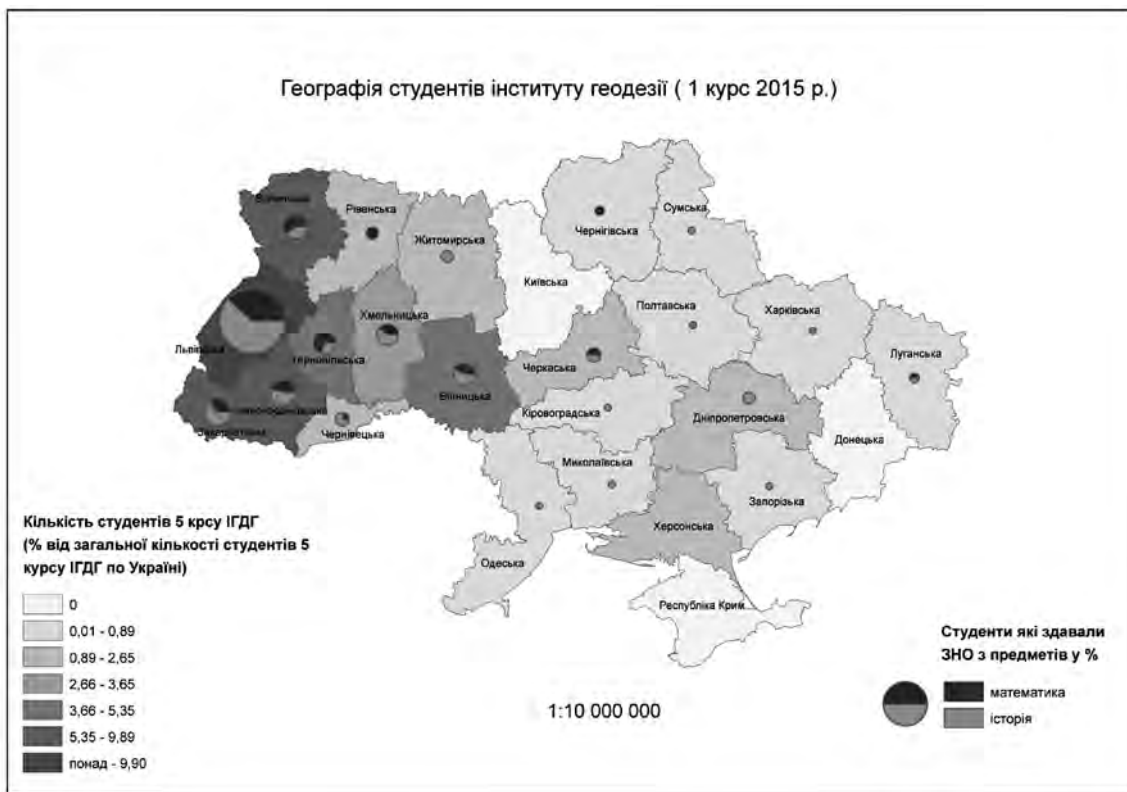 Географія студентів інституту геодезії ( 1 курс 2015 р.)
Волинська
Рівенська
Житомирська
Київська
Чернігівська
Сумська
Львівська
Тернопільська
Хмельницька
Вінницька
Черкаська
Полтавська
Харківська
Луганська
Закарпатська
Чернівецька
Кіровоградська
Дніпропетровська
Донецька
Миколаївська
Запорізька
Херсонська
Одеська
Республіка Крим
Кількість студентів 5 крсу ІГДГ
(% від загальної кількості студентів 5
курсу ІГДГ по Україні)
0
0,01 - 0,89
0,89 - 2,65
2,66 - 3,65
3,66 - 5,35
5,35 - 9,89
понад - 9,90
1:10 000 000
Студенти які здавали
ЗНО з предметів у %
математика
історія